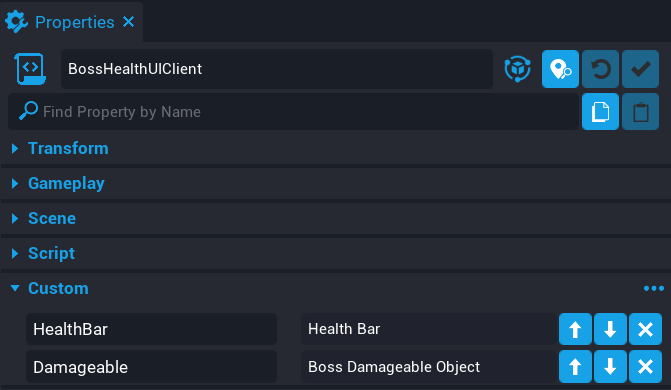 Properties
BossHealthUIClient
Find Property by Name
Transform
Gameplay
Scene
Script
Custom
HealthBar Health Bar
Damageable Boss Damageable Object